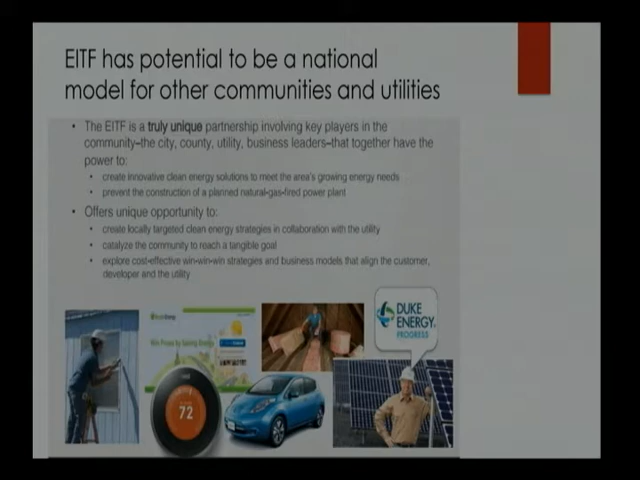 EITF has potential to be a national
model for other communities and utilities
• The EITF is a truly unique partnership involving key players in the
community–the city, county, utility, business leaders–that together have the
power to:
• create innovative clean energy solutions to meet the area's growing energy needs
• prevent the construction of a planned natural-gas-fired power plant
• Offers unique opportunity to:
• create locally targeted clean energy strategies in collaboration with the utility
• catalyze the community to reach a tangible goal
• explore cost-effective win-win-win strategies and business models that align the customer,
developer and the utility
DUKE
ENERGY
PROGRESS
Win Prizes by Saving Energy
72